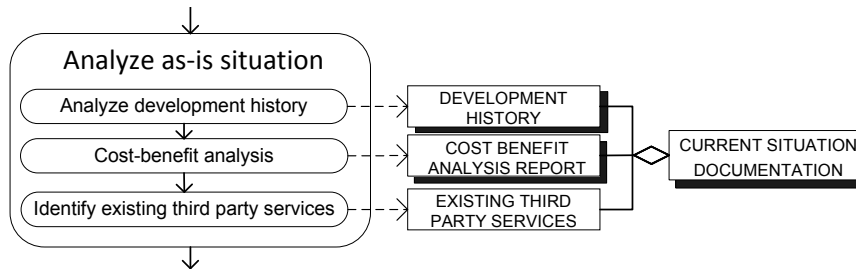 Analyze as-is situation
Analyze development history
Cost-benefit analysis
Identify existing third party services
DEVELOPMENT
HISTORY
COST BENEFIT
ANALYSIS REPORT
EXISTING THIRD
PARTY SERVICES
CURRENT SITUATION
DOCUMENTATION